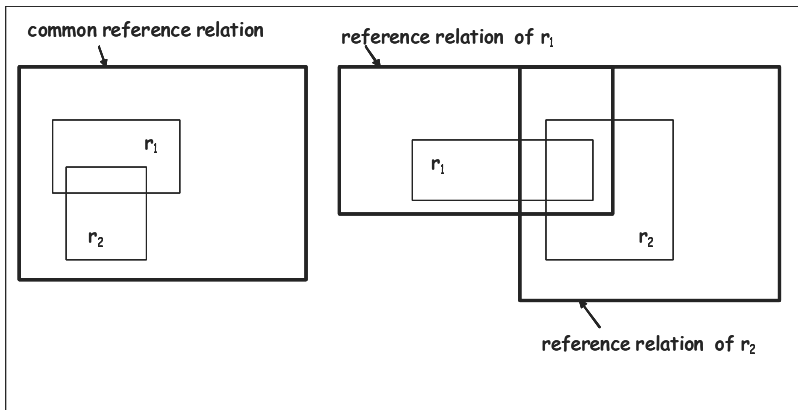 common reference relation
r₁
r₂
reference relation of r₁
r₁
r₂
reference relation of r₂